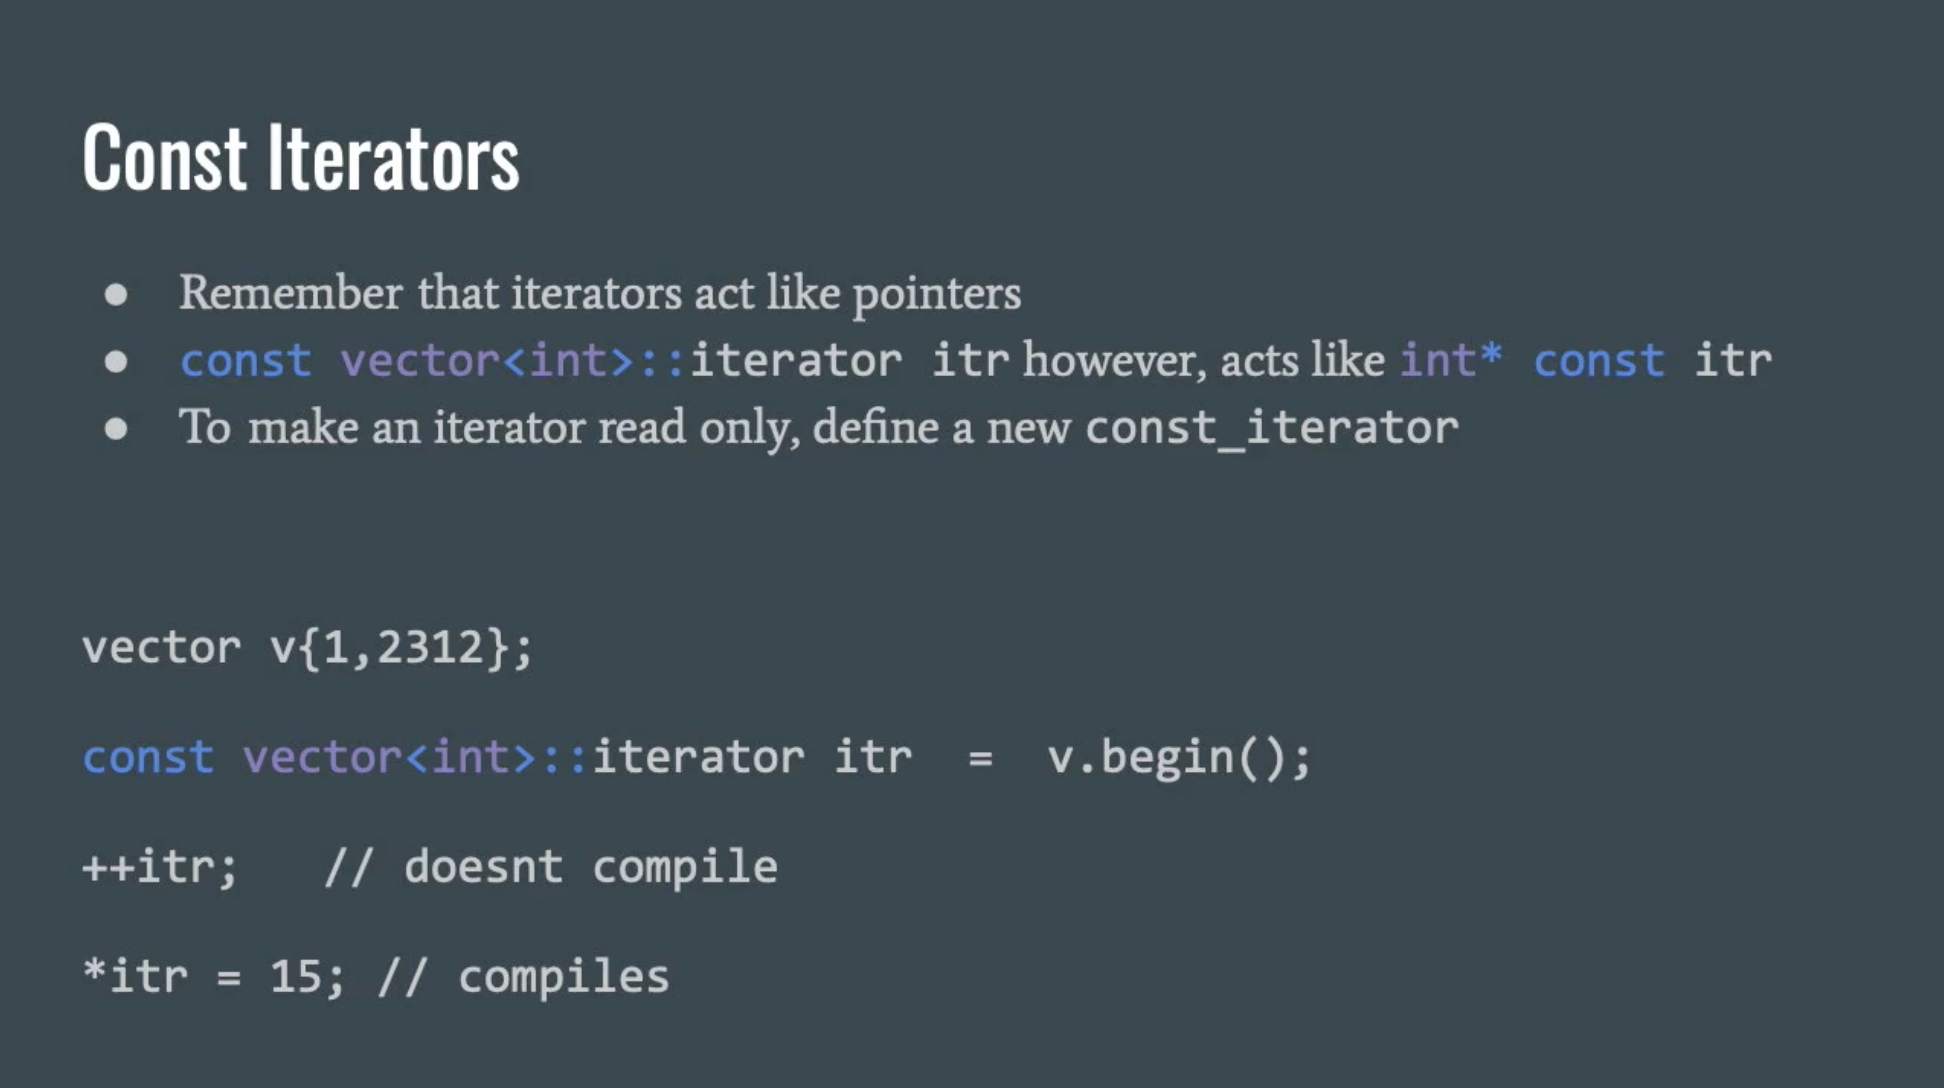 Const Iterators
● Remember that iterators act like pointers
● const vector<int>::iterator itr however, acts like int* const itr
● To make an iterator read only, define a new const_iterator
vector v{1,2312};
const vector<int>::iterator itr = v.begin();
++itr; // doesnt compile
*itr = 15; // compiles